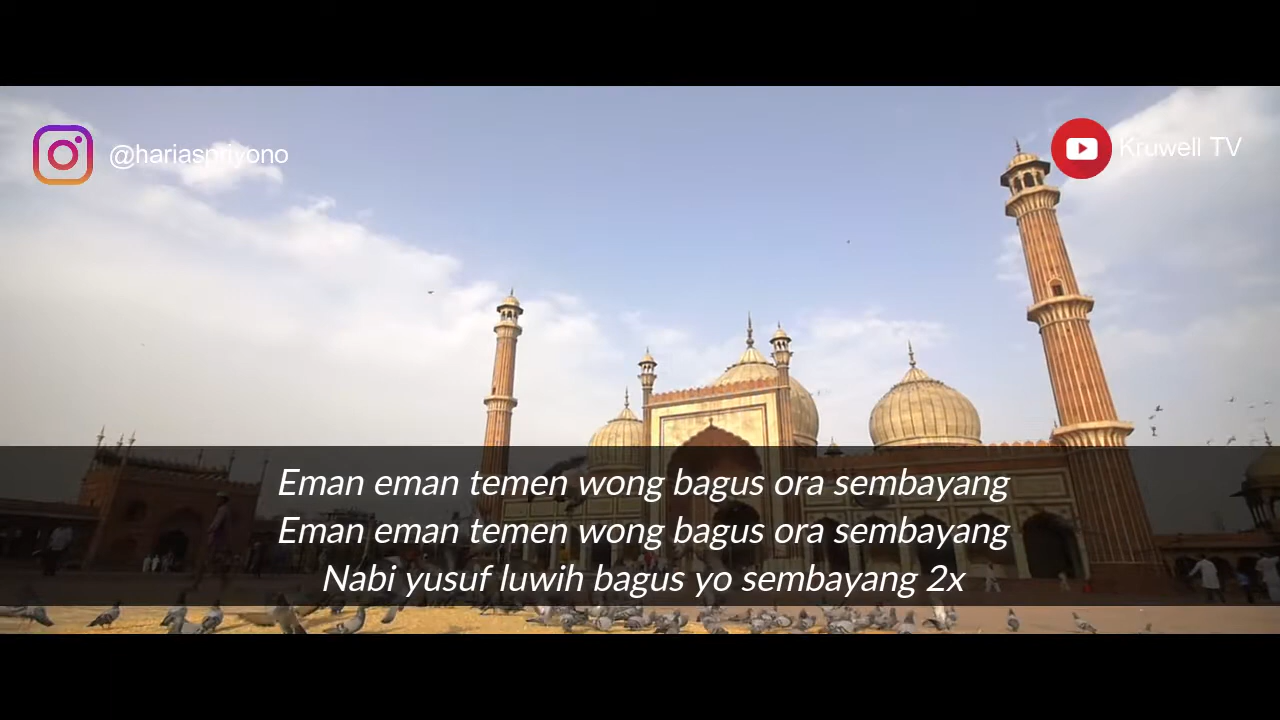 @hariaspriyono
Kruwell TV
Eman eman temen wong bagus ora sembayang
Eman eman temen wong bagus ora sembayang
Nabi yusuf luwih bagus yo sembayang 2x